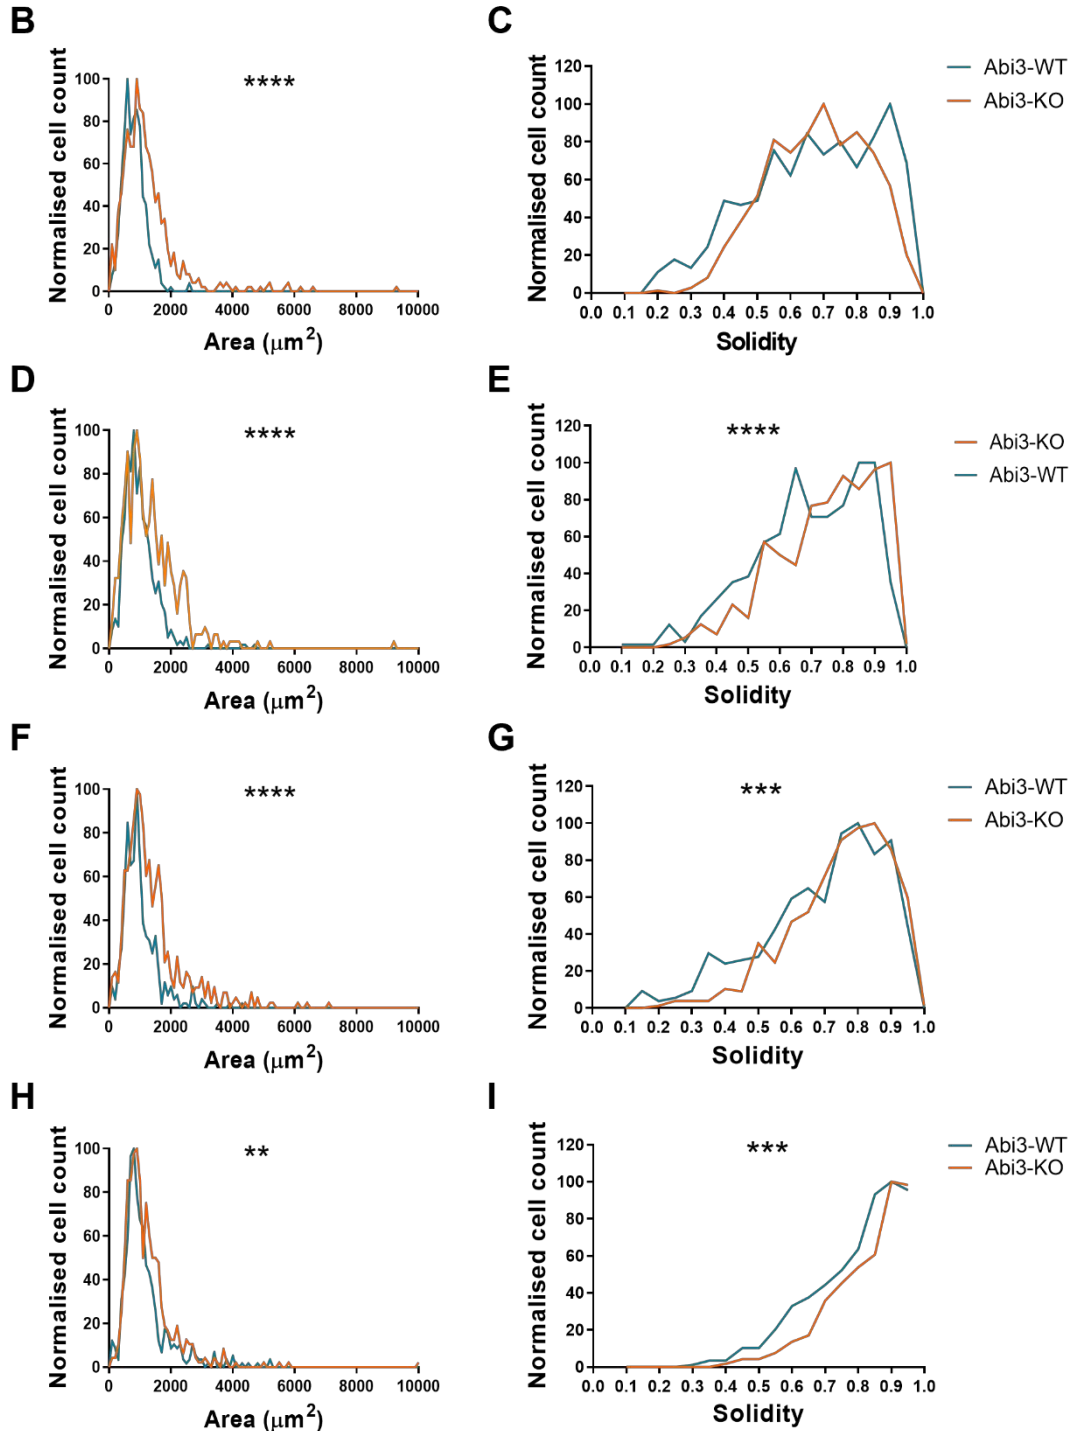 B
Normalised cell count
100
80
60
40
20
0
****
0 2000 4000 6000 8000 10000
Area (μm²)
C
Normalised cell count
120
100
80
60
40
20
0
0.0 0.1 0.2 0.3 0.4 0.5 0.6 0.7 0.8 0.9 1.0
Solidity
Abi3-WT
Abi3-KO
D
Normalised cell count
100
80
60
40
20
0
****
0 2000 4000 6000 8000 10000
Area (μm²)
E
Normalised cell count
120
100
80
60
40
20
0
****
0.0 0.1 0.2 0.3 0.4 0.5 0.6 0.7 0.8 0.9 1.0
Solidity
Abi3-KO
Abi3-WT
F
Normalised cell count
100
80
60
40
20
0
****
0 2000 4000 6000 8000 10000
Area (μm²)
G
Normalised cell count
120
100
80
60
40
20
0
***
0.0 0.1 0.2 0.3 0.4 0.5 0.6 0.7 0.8 0.9 1.0
Solidity
Abi3-WT
Abi3-KO
H
Normalised cell count
100
80
60
40
20
0
**
0 2000 4000 6000 8000 10000
Area (μm²)
I
Normalised cell count
120
100
80
60
40
20
0
***
0.0 0.1 0.2 0.3 0.4 0.5 0.6 0.7 0.8 0.9 1.0
Solidity
Abi3-WT
Abi3-KO